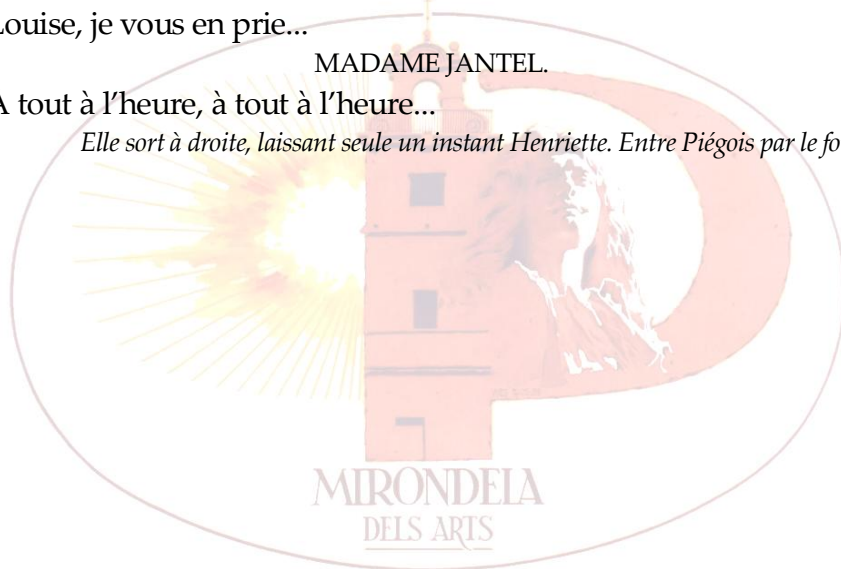 Louise, je vous en prie...
MADAME JANTEL.
A tout à l’heure, à tout à l’heure...
Elle sort à droite, laissant seule un instant Henriette. Entre Piégois par le fo
MIRONDELA
DELS ARTS